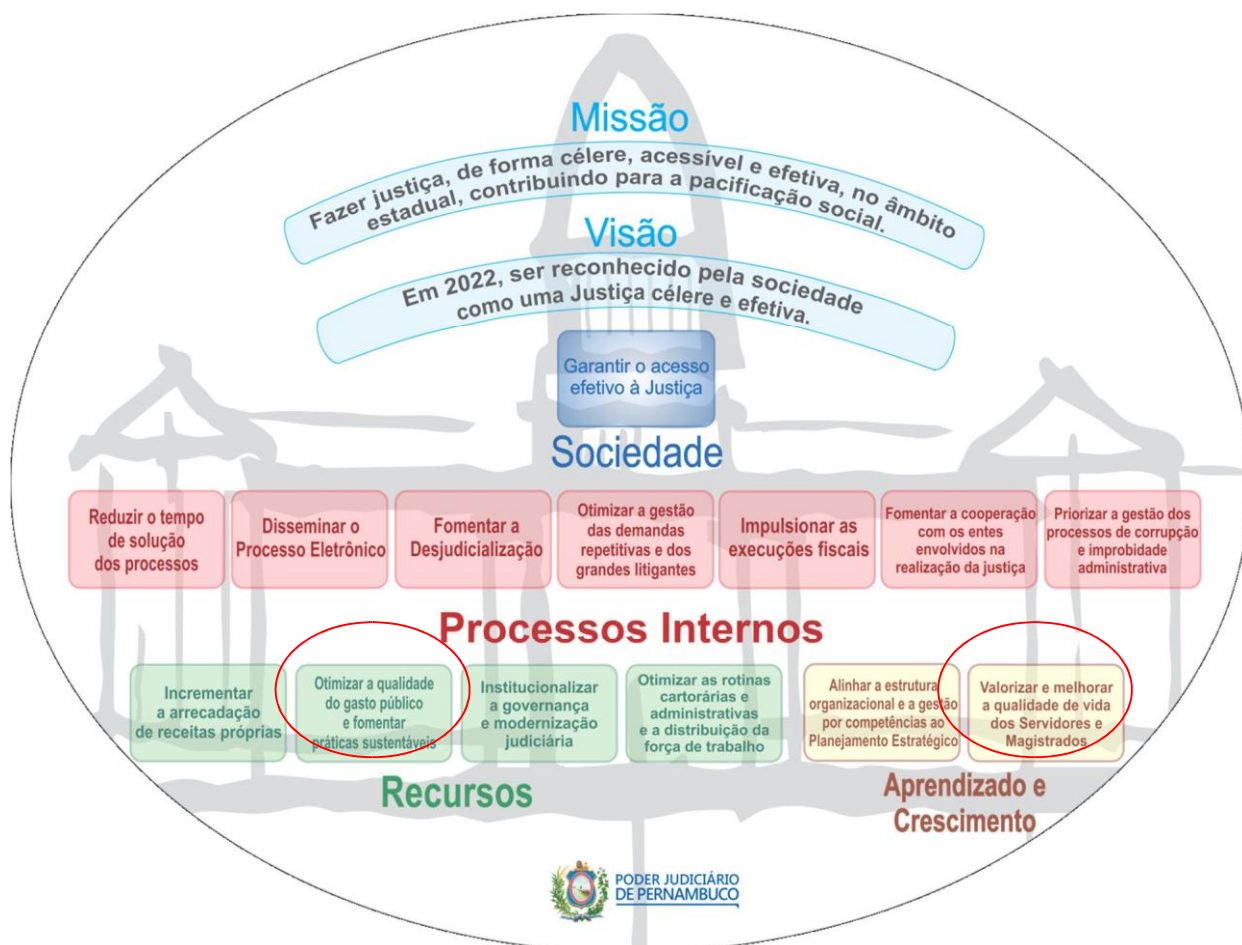 Missão
Fazer justiça, de forma célere, acessível e efetiva, no âmbito
estadual, contribuindo para a pacificação social.
Visão
Em 2022, ser reconhecido pela sociedade
como uma Justiça célere e efetiva.
Garantir o acesso
efetivo à Justiça
Sociedade
Reduzir o tempo
de solução
dos processos
Disseminar o
Processo Eletrônico
Fomentar a
Desjudicialização
Otimizar a gestão
das demandas
repetitivas e dos
grandes litigantes
Impulsionar as
execuções fiscais
Fomentar a cooperação
com os entes
envolvidos na
realização da justiça
Priorizar a gestão dos
processos de corrupção
e improbidade
administrativa
Processos Internos
Incrementar
a arrecadação
de receitas próprias
Otimizar a qualidade
do gasto público
e fomentar
práticas sustentáveis
Institucionalizar
a governança
e modernização
judiciária
Otimizar as rotinas
cartorárias e
administrativas
e a distribuição da
força de trabalho
Alinhar a estrutura
organizacional e a gestão
por competências ao
Planejamento Estratégico
Valorizar e melhorar
a qualidade de vida
dos Servidores e
Magistrados
Recursos
Aprendizado e
Crescimento
PODER JUDICIÁRIO
DE PERNAMBUCO